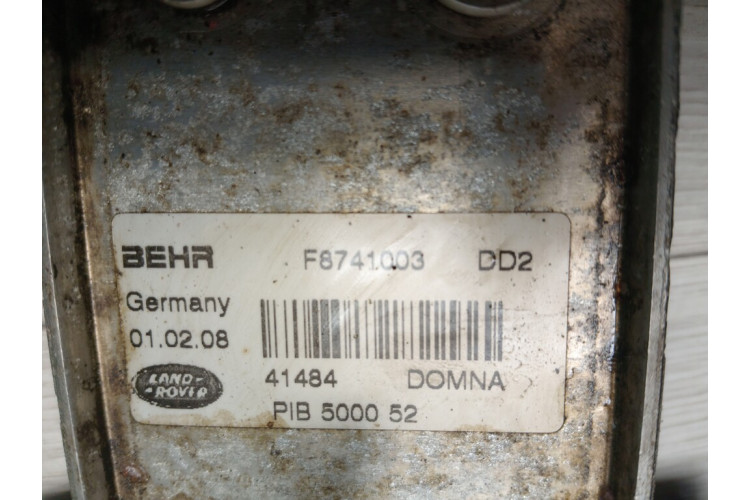 BEHR F8741003 DD2
Germany
01.02.08
LAND-
-ROVER
41484 DOMNA
PIB 5000 52